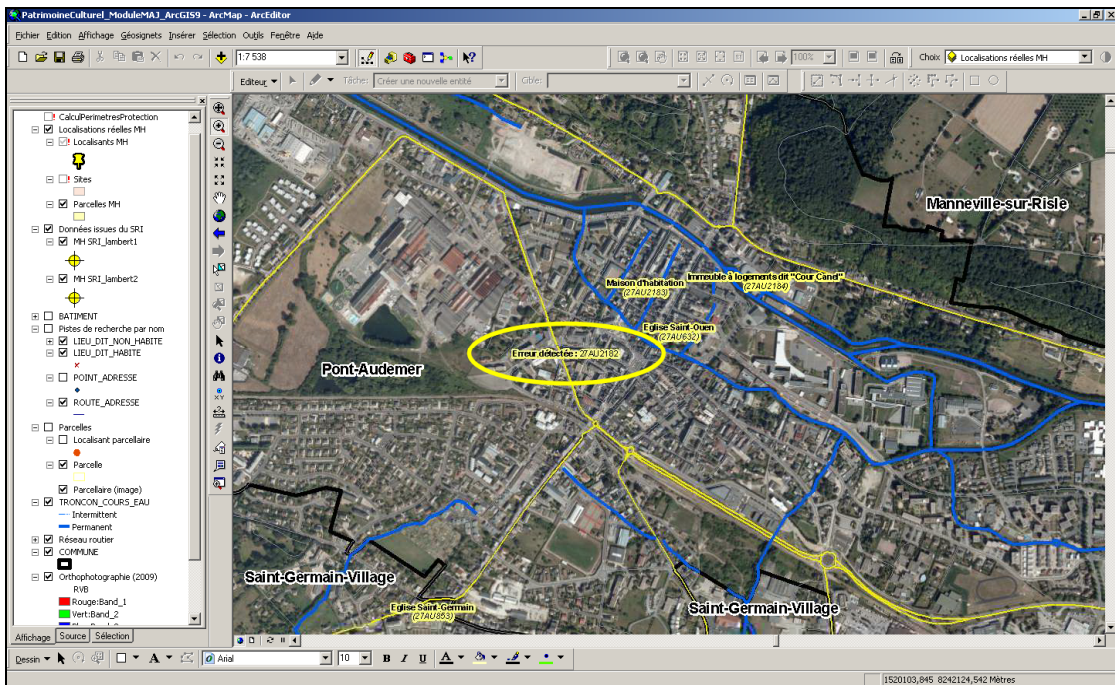 PatrimoineCulturel_ModuleMAJ_ArcGIS9 - ArcMap - ArcEditor
Fichier Edition Affichage Géosignets Insérer Sélection Outils Fenêtre Aide
1:7 538
100%
Choix
Localisations réelles MH
Editeur
Tâche:
Créer une nouvelle entité
Cible:
CalculPerimetresProtection
Localisations réelles MH
Localisants MH
Sites
Parcelles MH
Données issues du SRI
MH SRI_lambert1
MH SRI_lambert2
BATIMENT
Pistes de recherche par nom
LIEU_DIT_NON_HABITE
LIEU_DIT_HABITE
POINT_ADRESSE
ROUTE_ADRESSE
Parcelles
Localisant parcellaire
Parcelle
Parcellaire (image)
TRONCON_COURS_EAU
Intermittent
Permanent
Réseau routier
COMMUNE
Orthophotographie (2009)
RVB
Rouge:Band_1
Vert:Band_2
Affichage Source Sélection
Manneville-sur-Risle
Maison d'habitation
(27AU2183)
Immeuble à logements dit "Cour Cand"
(27AU2184)
Eglise Saint-Ouen
(27AU632)
Erreur détectée : 27AU2182
Pont-Audemer
Saint-Germain-Village
Saint-Germain-Village
Eglise Saint-Germain
(27AU853)
Dessin
A
Arial
10
B I U A
1520103,845 8242124,542 Mètres